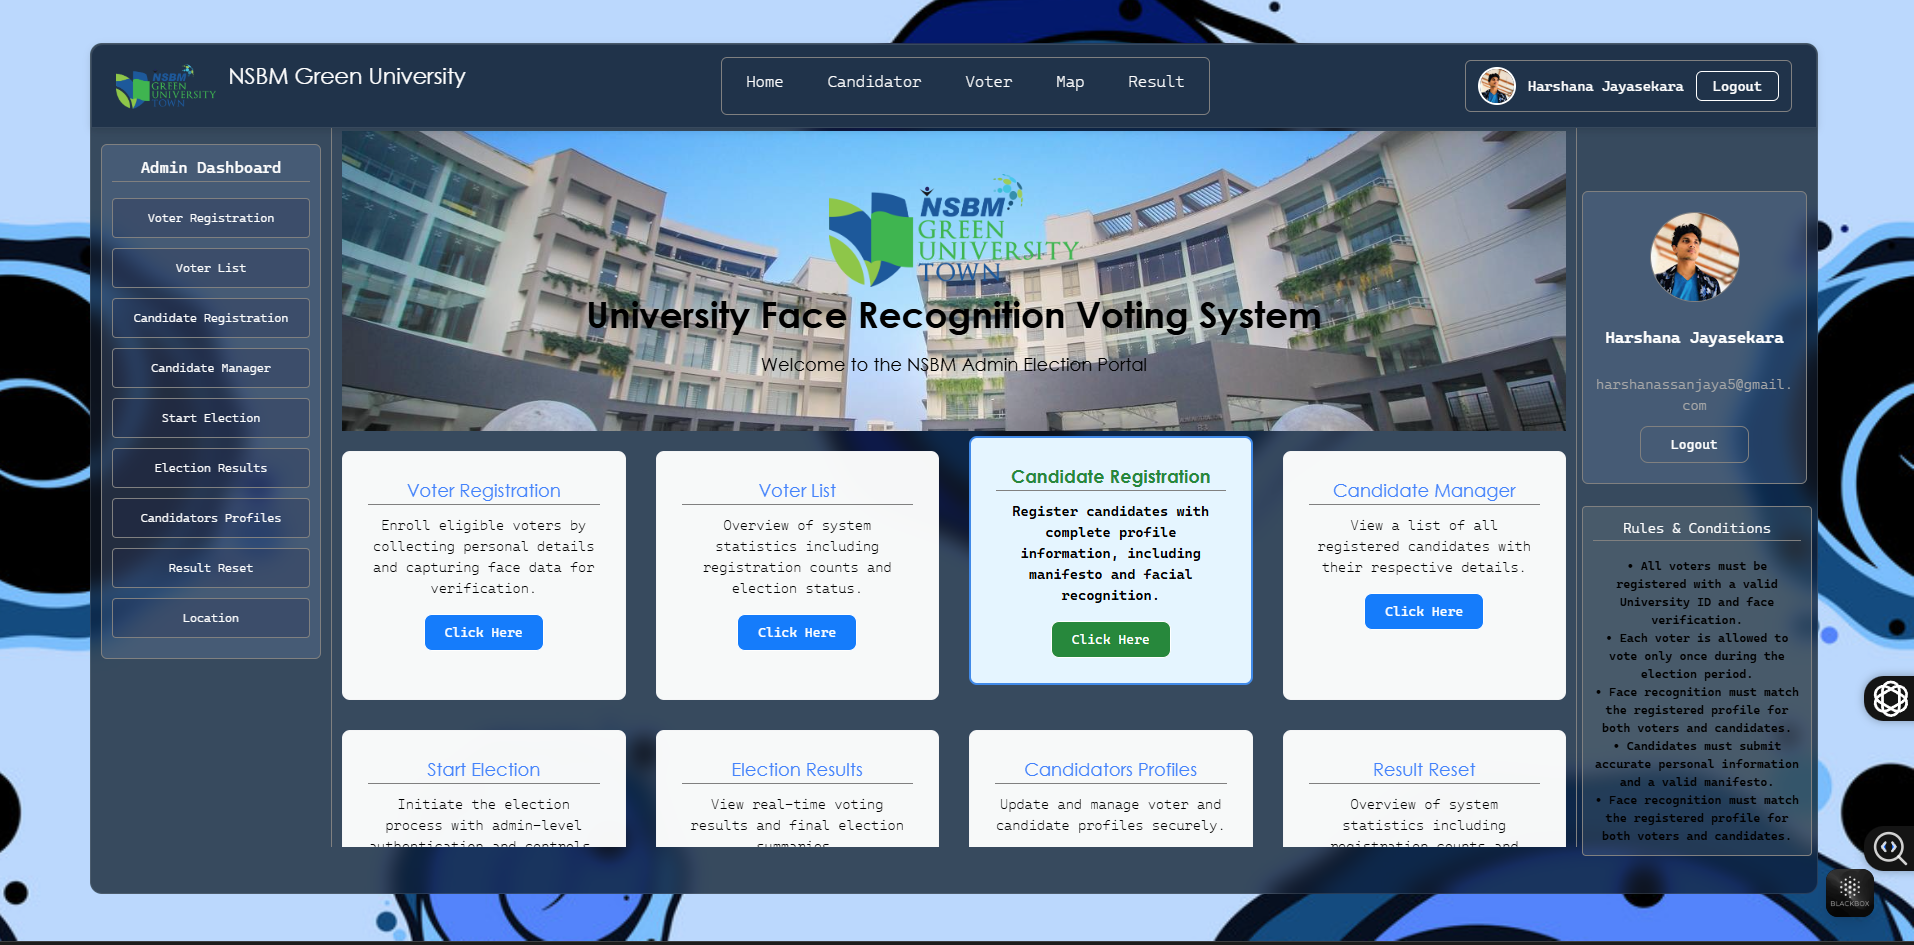 NSBM
GREEN
UNIVERSITY
TOWN
NSBM Green University
Home Candidator Voter Map Result
Harshana Jayasekara Logout
Admin Dashboard
Voter Registration
Voter List
Candidate Registration
Candidate Manager
Start Election
Election Results
Candidators Profiles
Result Reset
Location
NSBM
GREEN
UNIVERSITY
TOWN
University Face Recognition Voting System
Welcome to the NSBM Admin Election Portal
Voter Registration
Enroll eligible voters by
collecting personal details
and capturing face data for
verification.
Click Here
Voter List
Overview of system
statistics including
registration counts and
election status.
Click Here
Candidate Registration
Register candidates with
complete profile
information, including
manifesto and facial
recognition.
Click Here
Candidate Manager
View a list of all
registered candidates with
their respective details.
Click Here
Start Election
Initiate the election
process with admin-level
authentication and controls.
Election Results
View real-time voting
results and final election
summaries.
Candidators Profiles
Update and manage voter and
candidate profiles securely.
Result Reset
Overview of system
statistics including
registration counts and
Harshana Jayasekara
harshanassanjaya5@gmail.
com
Logout
Rules & Conditions
• All voters must be
registered with a valid
University ID and face
verification.
• Each voter is allowed to
vote only once during the
election period.
• Face recognition must match
the registered profile for
both voters and candidates.
• Candidates must submit
accurate personal information
and a valid manifesto.
• Face recognition must match
the registered profile for
both voters and candidates.
BLACKBOX